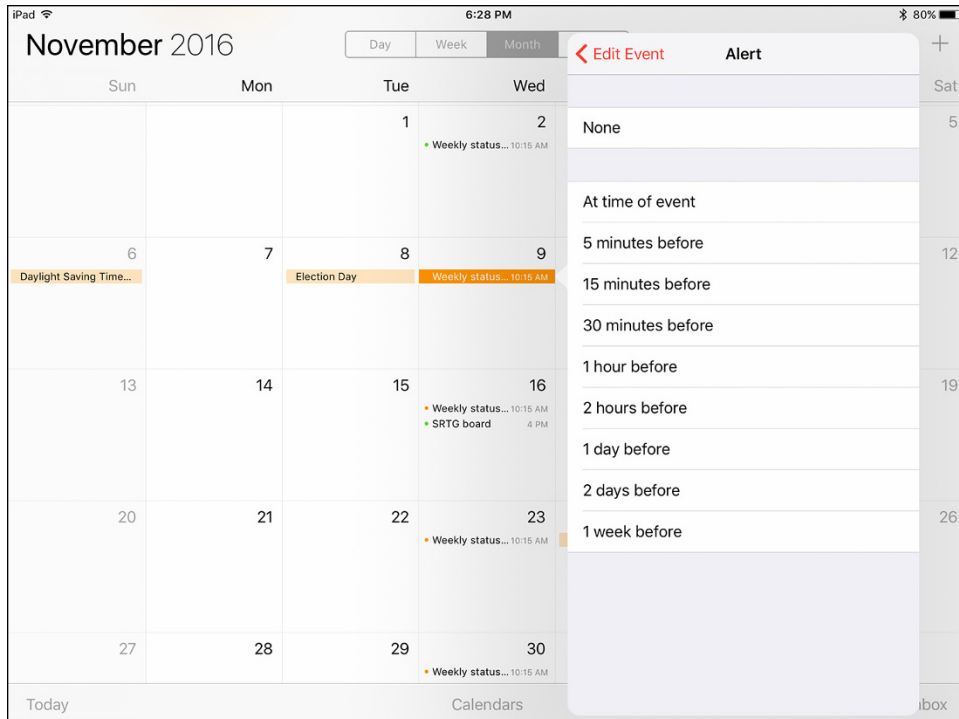 iPad 6:28 PM 80%
November 2016 Day Week Month
Edit Event Alert
Sun Mon Tue Wed Sat
1 2 5
Weekly status... 10:15 AM
None
At time of event
5 minutes before
15 minutes before
30 minutes before
1 hour before
2 hours before
1 day before
2 days before
1 week before
6 7 8 9 12
Daylight Saving Time... Election Day Weekly status... 10:15 AM
13 14 15 16 19
Weekly status... 10:15 AM
SRTG board 4 PM
20 21 22 23 26
Weekly status... 10:15 AM
27 28 29 30
Weekly status... 10:15 AM
Today Calendars